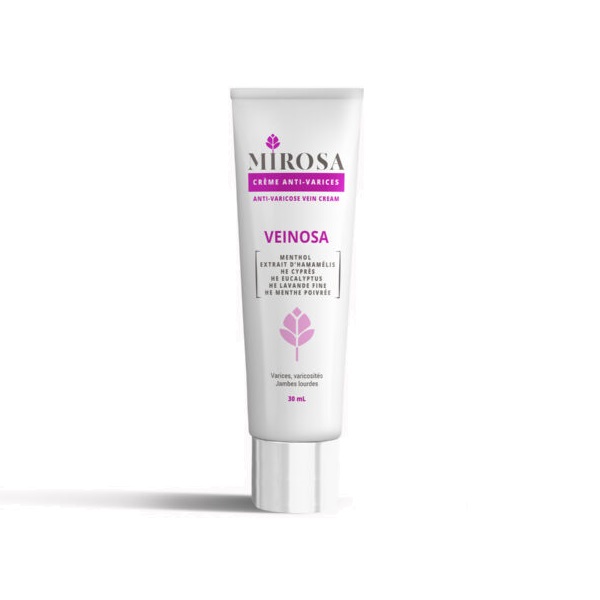 MIROSA
CRÈME ANTI-VARICES
ANTI-VARICOSE VEIN CREAM
VEINOSA
MENTHOL
EXTRAIT D'HAMAMÉLIS
HE CYPRÈS
HE EUCALYPTUS
HE LAVANDE FINE
HE MENTHE POIVRÉE
Varices, varicosités
Jambes lourdes
30 mL